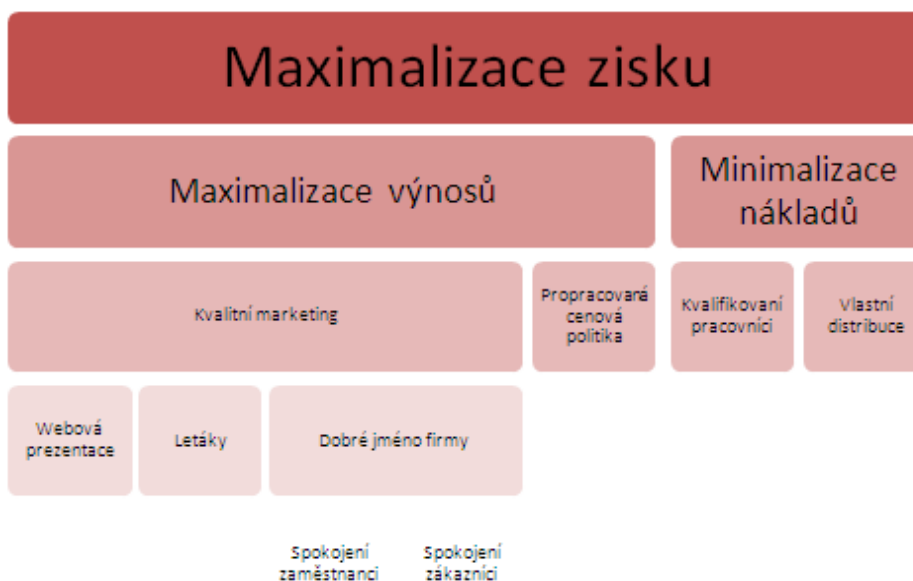 Maximalizace zisku
Maximalizace výnosů
Minimalizace
nákladů
Kvalitní marketing
Propracovaná
cenová
politika
Kvalifikovaní
pracovníci
Vlastní
distribuce
Webová
prezentace
Letáky
Dobré jméno firmy
Spokojení
zaměstnanci
Spokojení
zákazníci